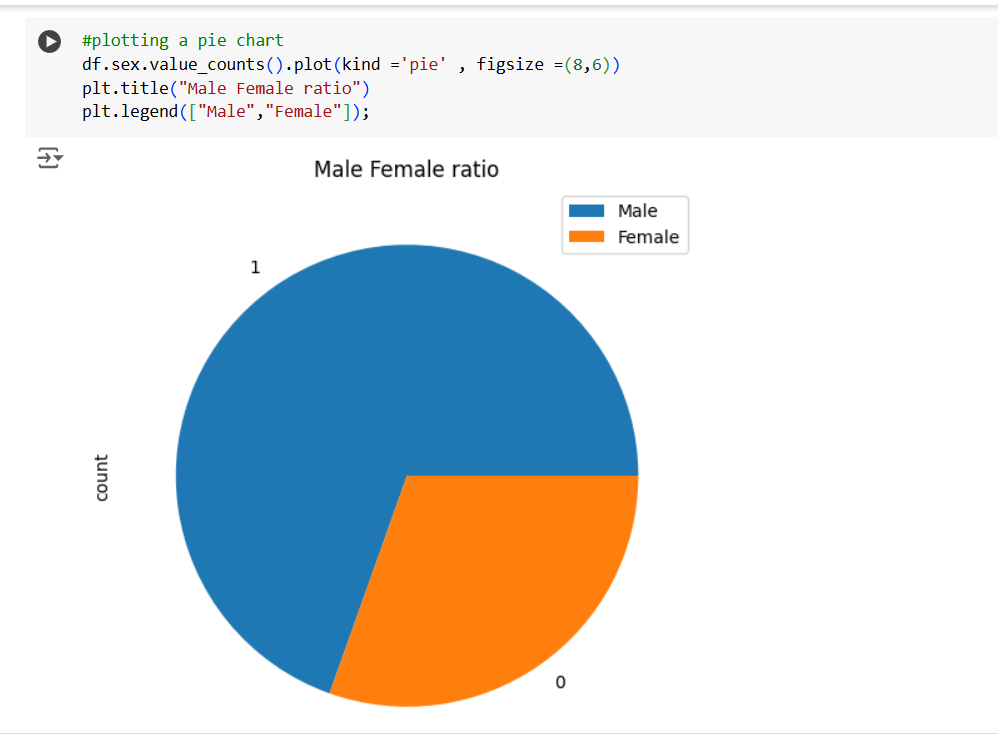 #plotting a pie chart
df.sex.value_counts().plot(kind ='pie' , figsize =(8,6))
plt.title("Male Female ratio")
plt.legend(["Male","Female"]);
Male Female ratio
Male
Female
1
count
0